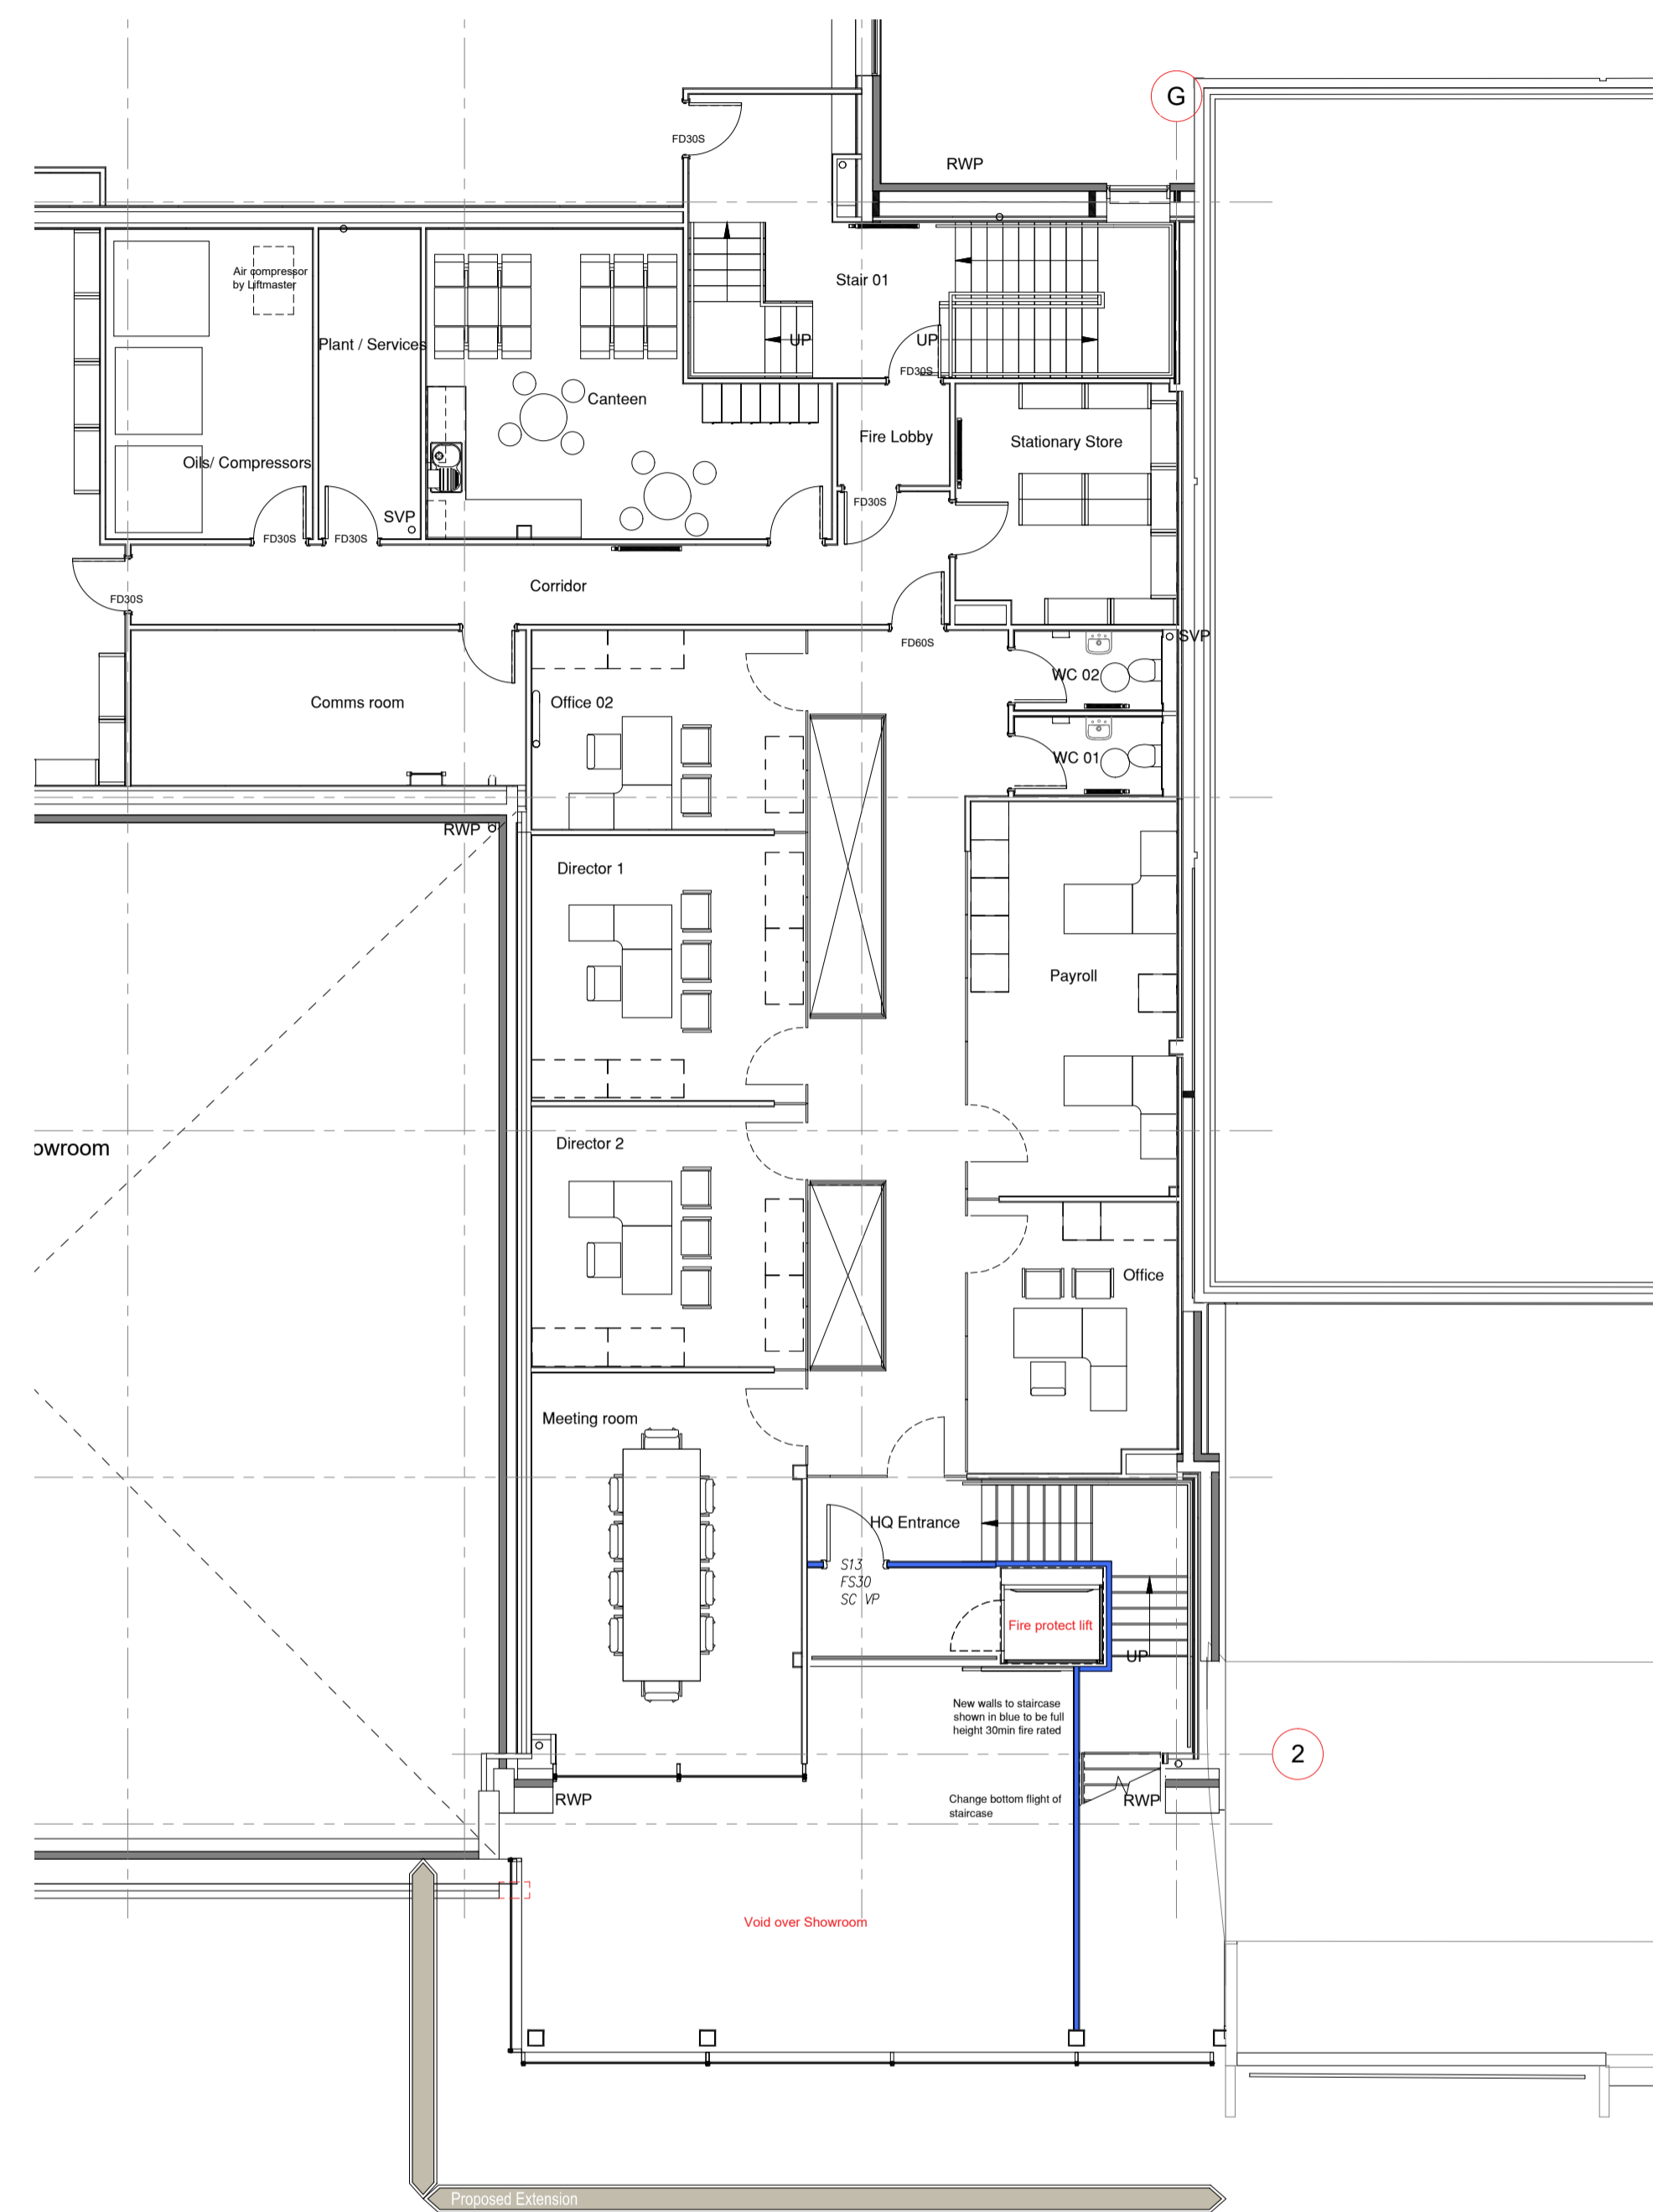 G
FD30S
RWP
Air compressor
by Liftmaster
Stair 01
Plant / Services
UP
UP
FD30S
Canteen
Fire Lobby
Stationary Store
Oils/ Compressors
FD30S
SVP
FD30S
FD30S
Corridor
FD30S
FD60S
SVP
WC 02
Comms room
Office 02
WC 01
RWP
Director 1
Payroll
owroom
Director 2
Office
Meeting room
HQ Entrance
S13
FS30
SC VP
Fire protect lift
UP
New walls to staircase
shown in blue to be full
height 30min fire rated
2
RWP
Change bottom flight of
staircase
RWP
Void over Showroom
Proposed Extension